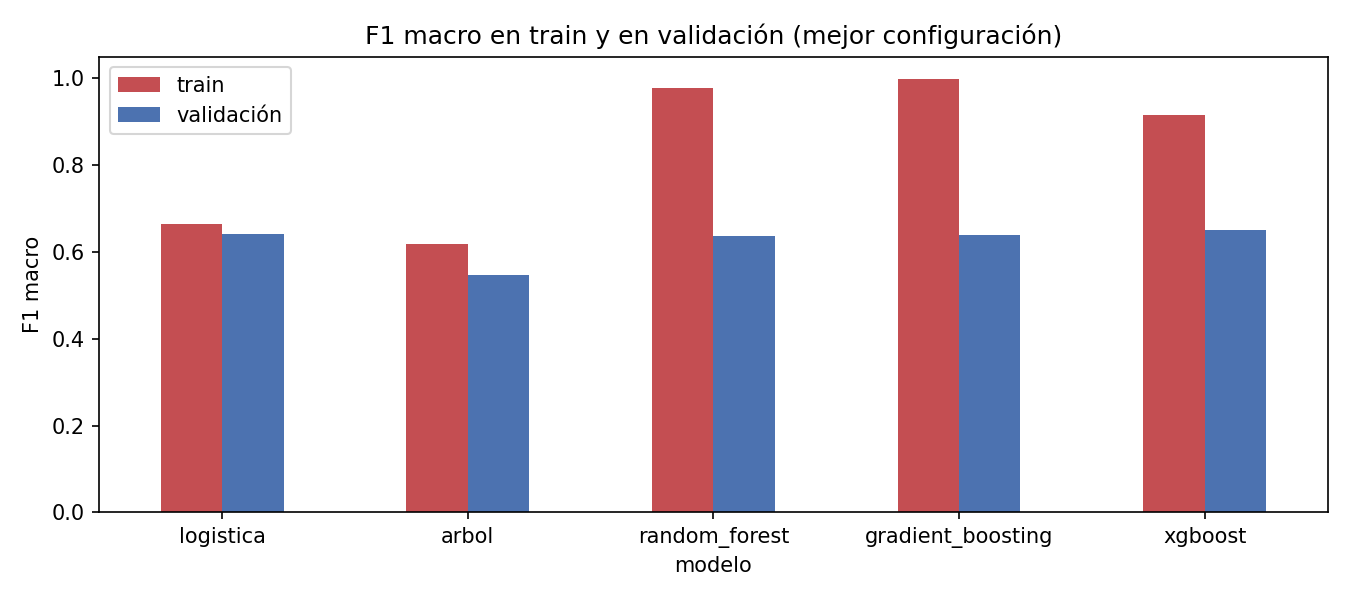 F1 macro en train y en validación (mejor configuración)
train
validación
F1 macro
1.0
0.8
0.6
0.4
0.2
0.0
logistica
arbol
random_forest
gradient_boosting
xgboost
modelo